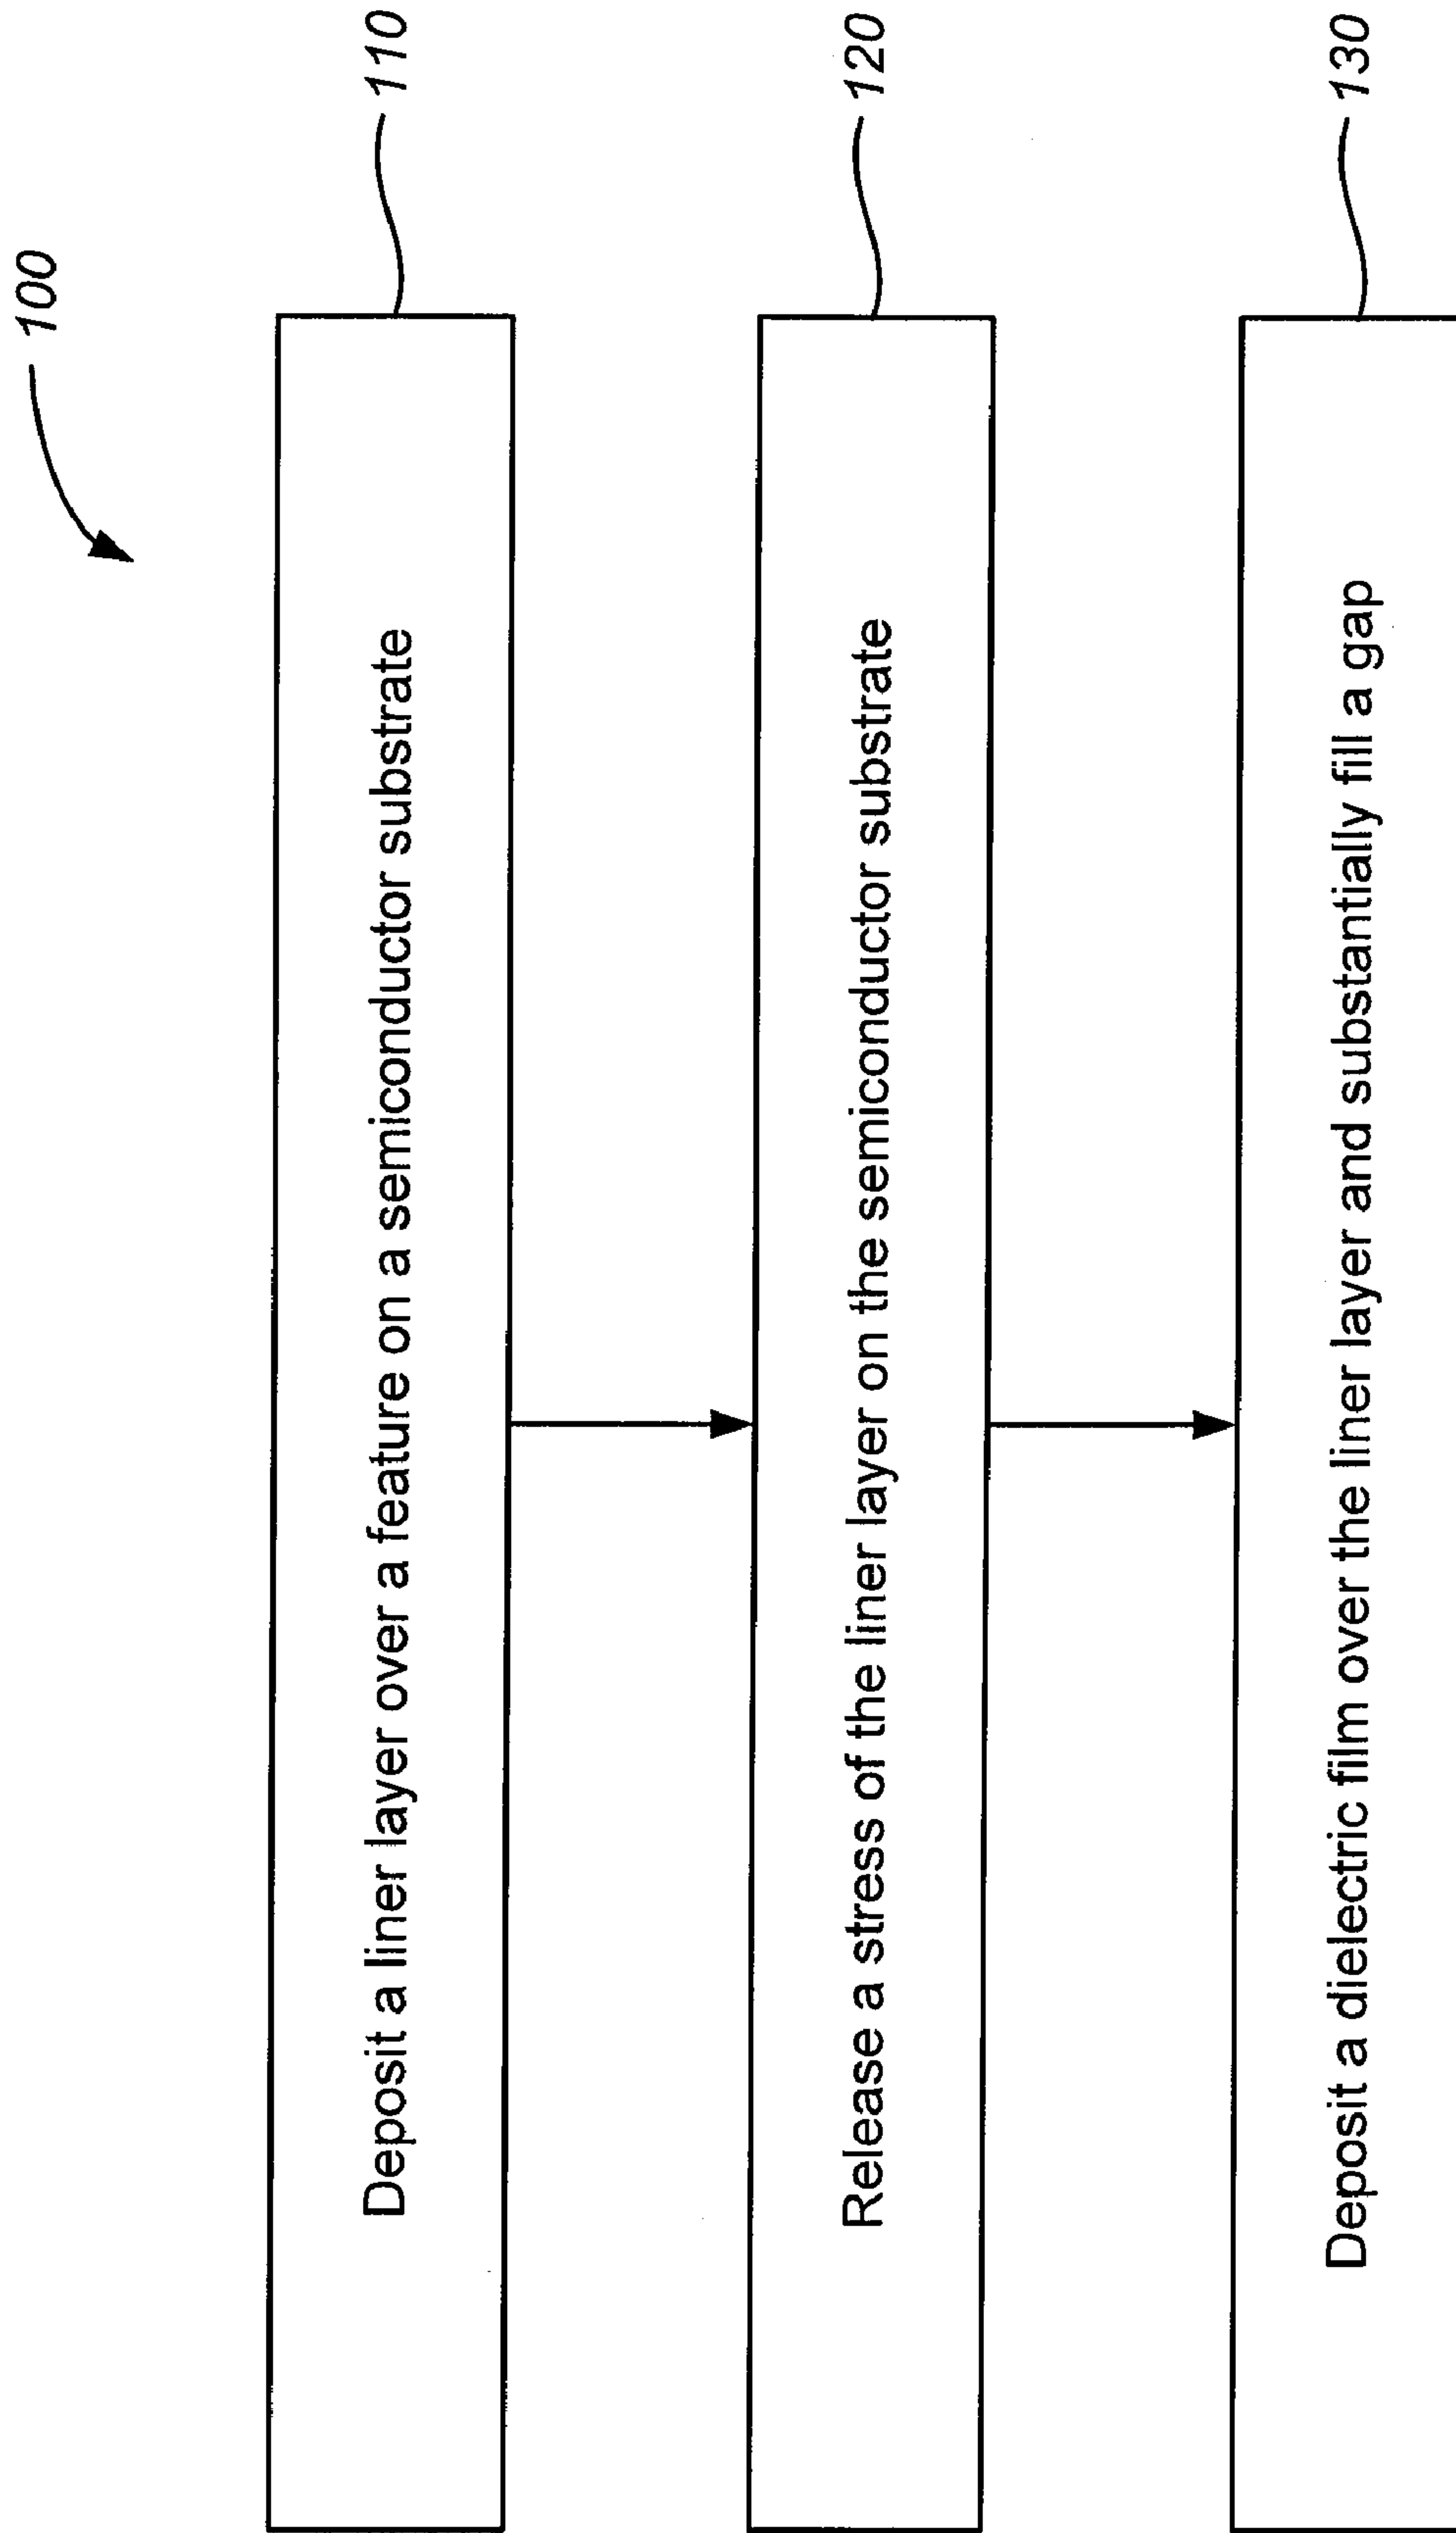 100
Deposit a liner layer over a feature on a semiconductor substrate
110
Release a stress of the liner layer on the semiconductor substrate
120
Deposit a dielectric film over the liner layer and substantially fill a gap
130